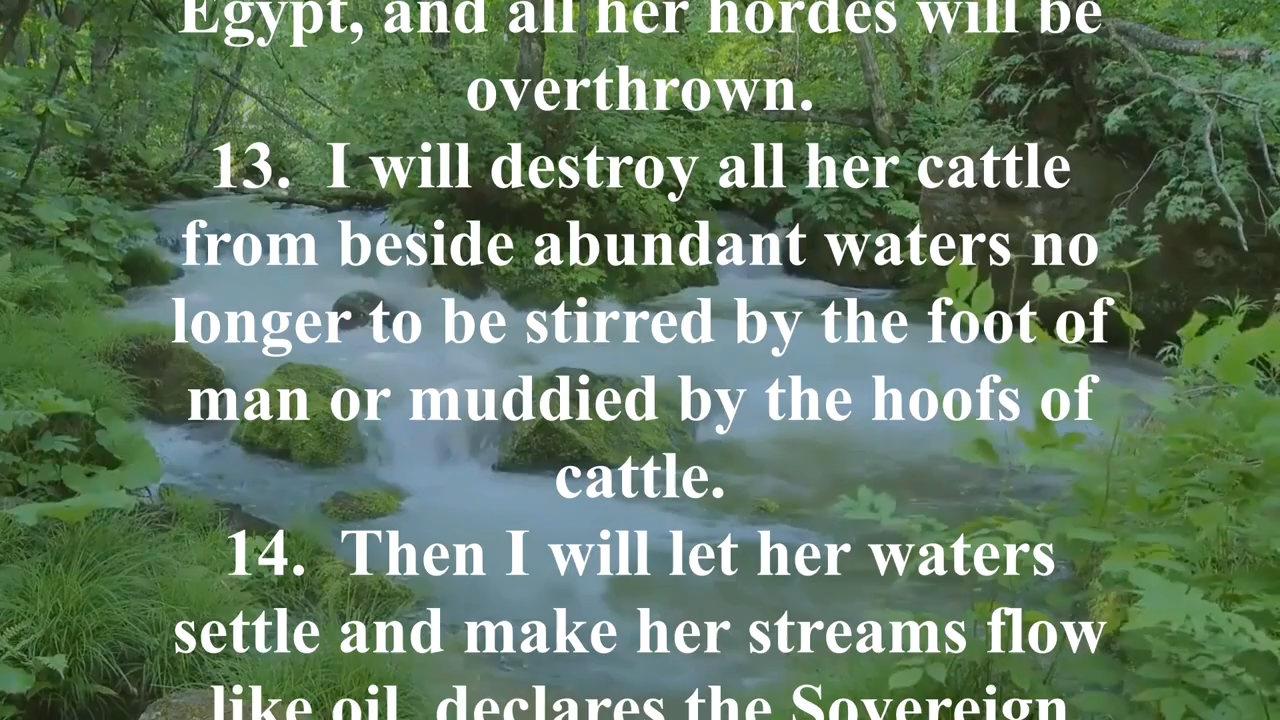 Egypt, and all her hordes will be
overthrown.
13. I will destroy all her cattle
from beside abundant waters no
longer to be stirred by the foot of
man or muddied by the hoofs of
cattle.
14. Then I will let her waters
settle and make her streams flow
like oil, declares the Sovereign